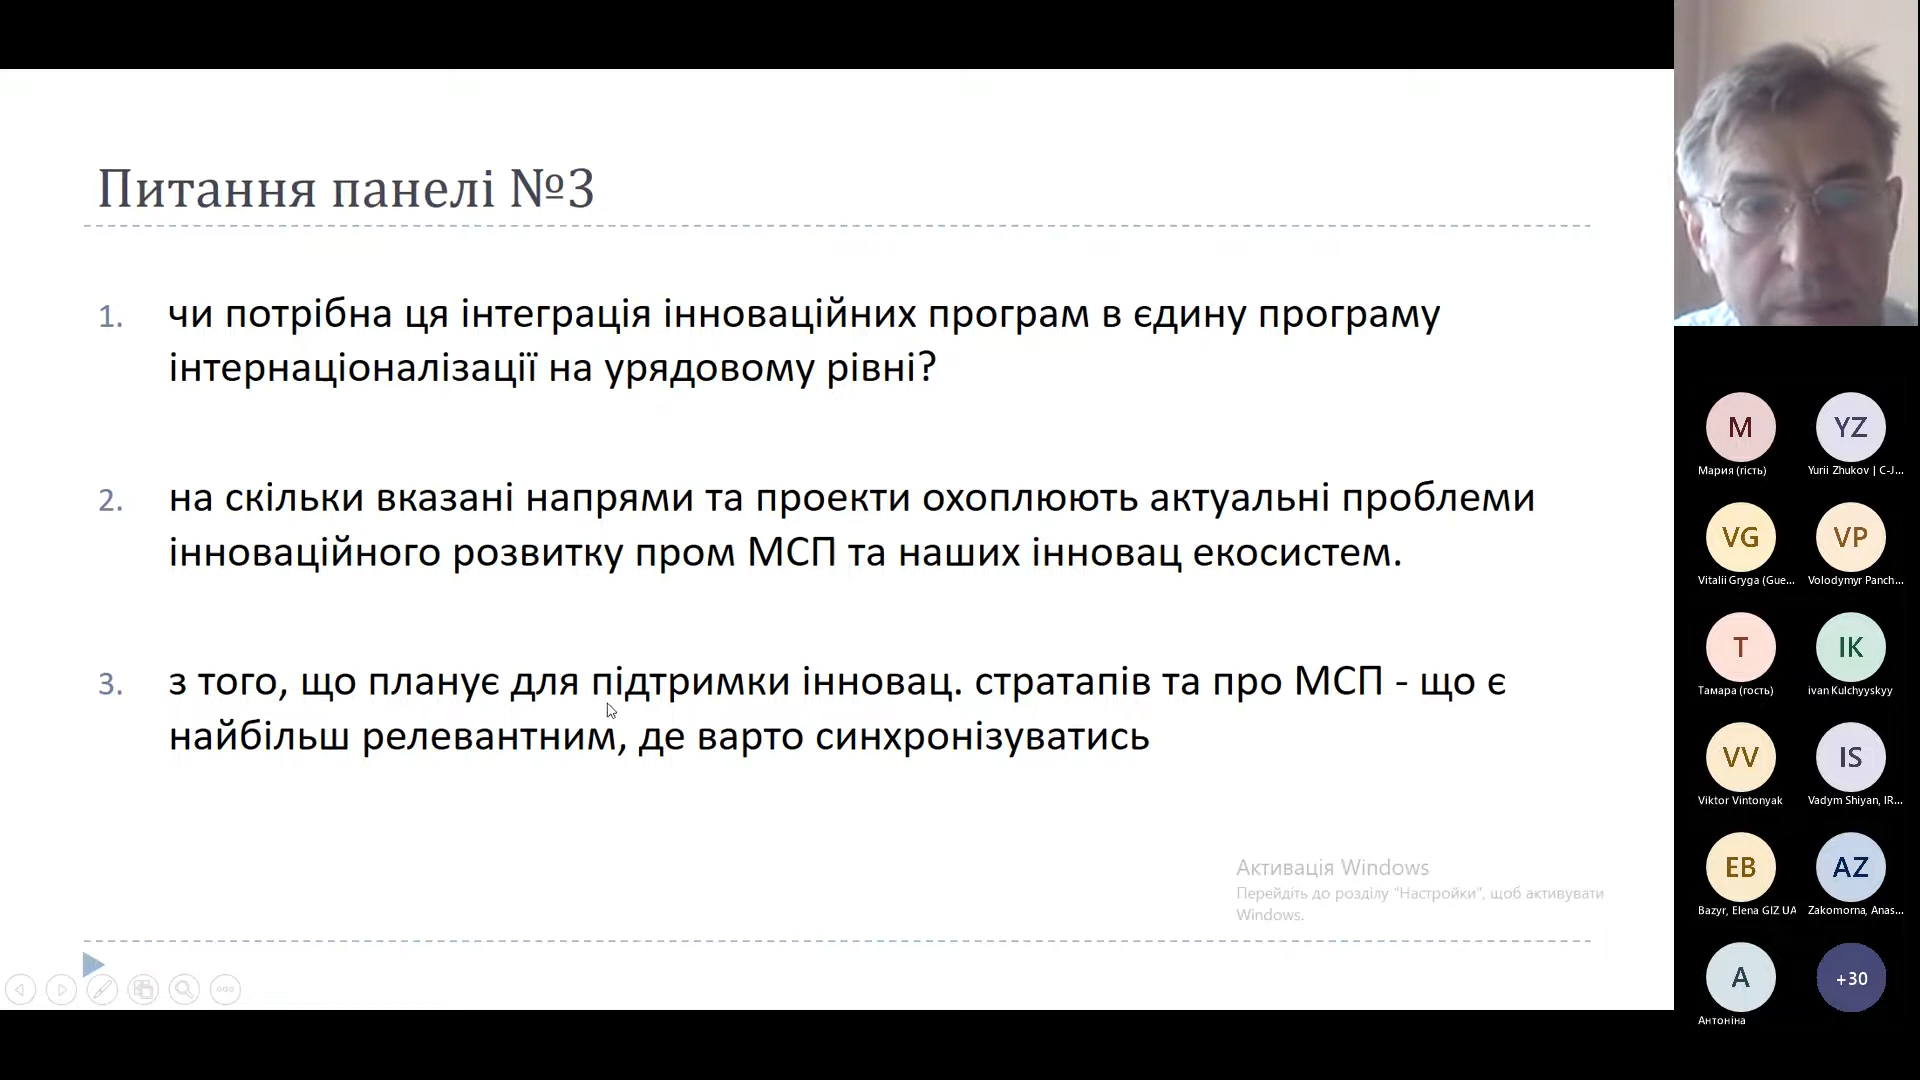 Питання панелі №3
1. чи потрібна ця інтеграція інноваційних програм в єдину програму
інтернаціоналізації на урядовому рівні?
2. на скільки вказані напрями та проекти охоплюють актуальні проблеми
інноваційного розвитку пром МСП та наших інновац екосистем.
3. з того, що планує для підтримки інновац. стратапів та про МСП - що є
найбільш релевантним, де варто синхронізуватись
Активація Windows
Перейдіть до розділу "Настройки", щоб активувати
Windows.
M
YZ
Мария (гість)
Yurii Zhukov | C-J...
VG
VP
Vitalii Gryga (Gue...
Volodymyr Panch...
T
IK
Тамара (гость)
ivan Kulchyyskyy
VV
IS
Viktor Vintonyak
Vadym Shiyan, IR...
EB
AZ
Bazyr, Elena GIZ UA
Zakomorna, Anas...
A
+30
Антоніна